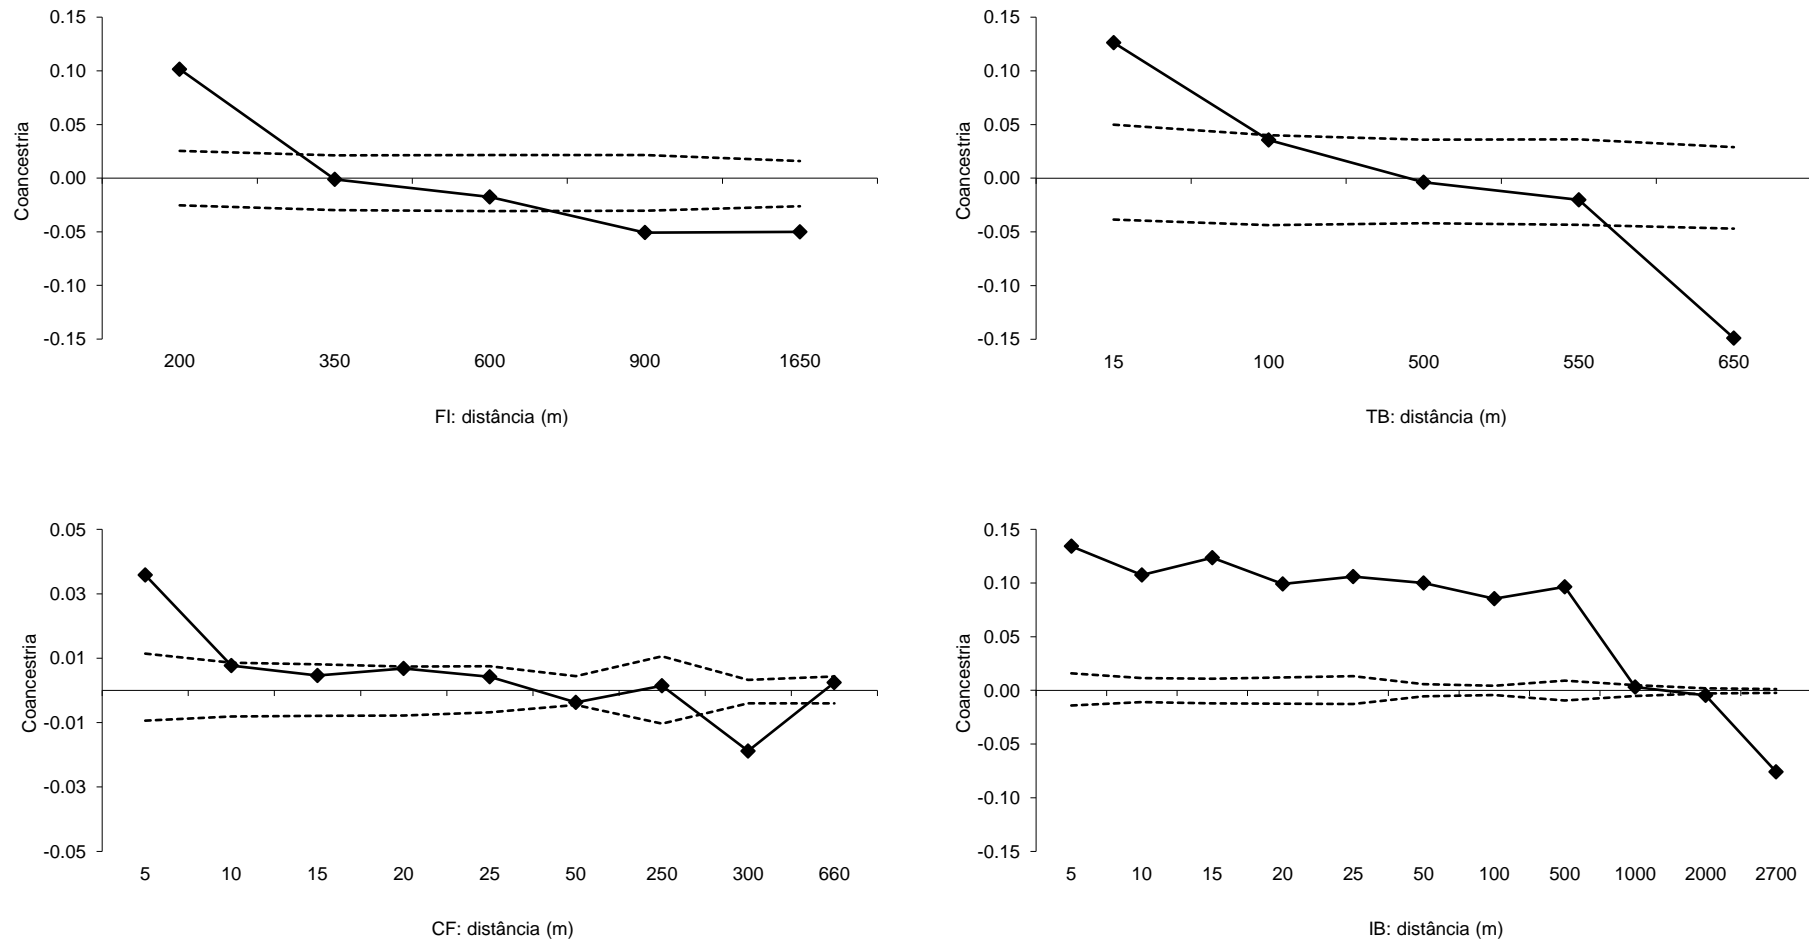 0.15
0.10
0.05
0.00
-0.05
-0.10
-0.15
Coancestria
200 350 600 900 1650
FI: distância (m)
0.15
0.10
0.05
0.00
-0.05
-0.10
-0.15
Coancestria
15 100 500 550 650
TB: distância (m)
0.05
0.03
0.01
-0.01
-0.03
-0.05
Coancestria
5 10 15 20 25 50 250 300 660
CF: distância (m)
0.15
0.10
0.05
0.00
-0.05
-0.10
-0.15
Coancestria
5 10 15 20 25 50 100 500 1000 2000 2700
IB: distância (m)